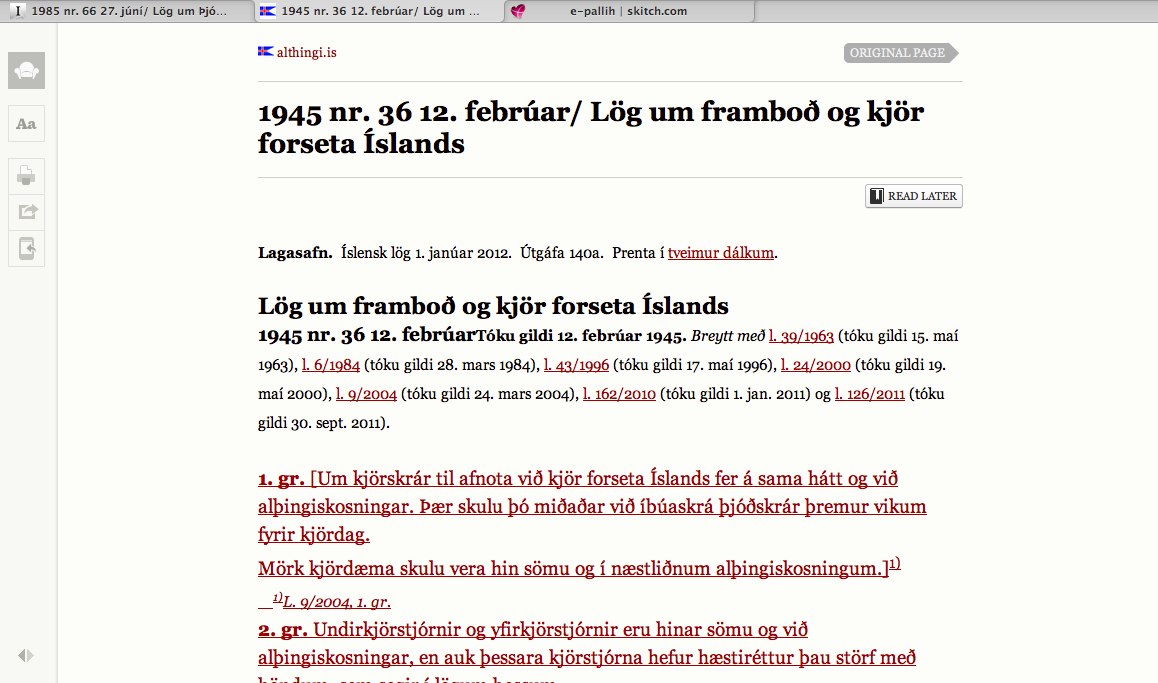 1985 nr. 66 27. júní/ Lög um Þjó...
1945 nr. 36 12. febrúar/ Lög um ...
e-pallih | skitch.com
althingi.is
ORIGINAL PAGE
Aa
1945 nr. 36 12. febrúar/ Lög um framboð og kjör
forseta Íslands
READ LATER
Lagasafn. Íslensk lög 1. janúar 2012. Útgáfa 140a. Prenta í tveimur dálkum.
Lög um framboð og kjör forseta Íslands
1945 nr. 36 12. febrúarTóku gildi 12. febrúar 1945. Breytt með l. 39/1963 (tóku gildi 15. maí
1963), l. 6/1984 (tóku gildi 28. mars 1984), l. 43/1996 (tóku gildi 17. maí 1996), l. 24/2000 (tóku gildi 19.
maí 2000), l. 9/2004 (tóku gildi 24. mars 2004), l. 162/2010 (tóku gildi 1. jan. 2011) og l. 126/2011 (tóku
gildi 30. sept. 2011).
1. gr. [Um kjörskrár til afnota við kjör forseta Íslands fer á sama hátt og við
alþingiskosningar. Þær skulu þó miðaðar við íbúaskrá þjóðskrár þremur vikum
fyrir kjördag.
Mörk kjördæma skulu vera hin sömu og í næstliðnum alþingiskosningum.]1)
1)L. 9/2004, 1. gr.
2. gr. Undirkjörstjórnir og yfirkjörstjórnir eru hinar sömu og við
alþingiskosningar, en auk þessara kjörstjórna hefur hæstiréttur þau störf með